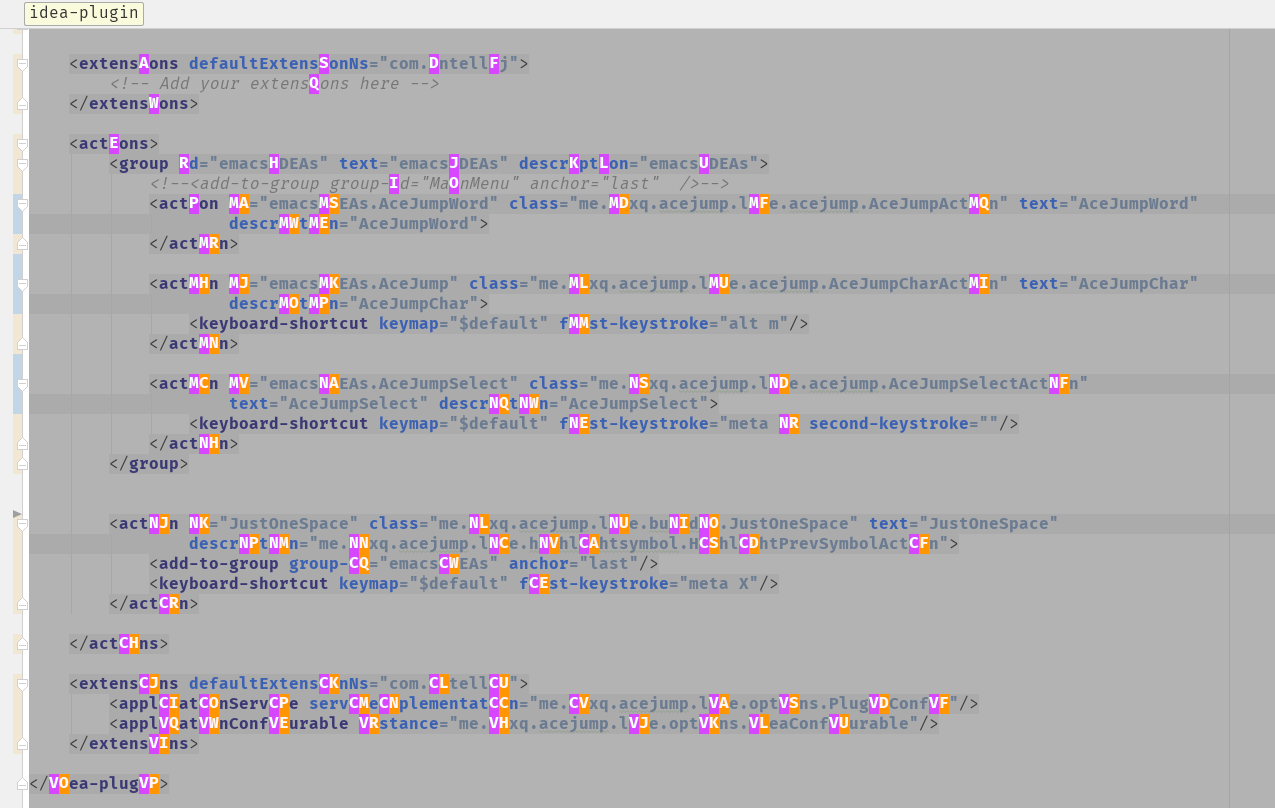 idea-plugin
<extensAons defaultExtensSonNs="com.DntellFj">
<!-- Add your extensQons here -->
</extensWons>
<actEons>
<group Rd="emacsHDEAs" text="emacsJDEAs" descrKptLon="emacsUDEAs">
<!--<add-to-group group-Id="MaOnMenu" anchor="last"  />-->
<actPon MA="emacsMSEAs.AceJumpWord" class="me.MDxq.acejump.lMFe.acejump.AceJumpActMQn" text="AceJumpWord"
descrMWtMEn="AceJumpWord">
</actMRn>
<actMHn MJ="emacsMKEAs.AceJump" class="me.MLxq.acejump.lMUe.acejump.AceJumpCharActMIn" text="AceJumpChar"
descrMOtMPn="AceJumpChar">
<keyboard-shortcut keymap="$default" fMMst-keystroke="alt m"/>
</actMNn>
<actMCn MV="emacsNAEAs.AceJumpSelect" class="me.NSxq.acejump.lNDe.acejump.AceJumpSelectActNFn"
text="AceJumpSelect" descrNQtNWn="AceJumpSelect">
<keyboard-shortcut keymap="$default" fNEst-keystroke="meta NR second-keystroke=""/>
</actNHn>
</group>
<actNJn NK="JustOneSpace" class="me.NLxq.acejump.lNUe.buNIdNO.JustOneSpace" text="JustOneSpace"
descrNPtNMn="me.NNxq.acejump.lNCe.hNVhlCAhtsymbol.HCShlCDhtPrevSymbolActCFn">
<add-to-group group-CQ="emacsCWEAs" anchor="last"/>
<keyboard-shortcut keymap="$default" fCEst-keystroke="meta X"/>
</actCRn>
</actCHns>
<extensCJns defaultExtensCKnNs="com.CLtellCU">
<applCIatCOnServCPe servCMeCNplementatCCn="me.CVxq.acejump.lVAe.optVSns.PlugVDConfVF"/>
<applVQatVWnConfVEurable VRstance="me.VHxq.acejump.lVJe.optVKns.VLeaConfVUurable"/>
</extensVIns>
</VOea-plugVP>